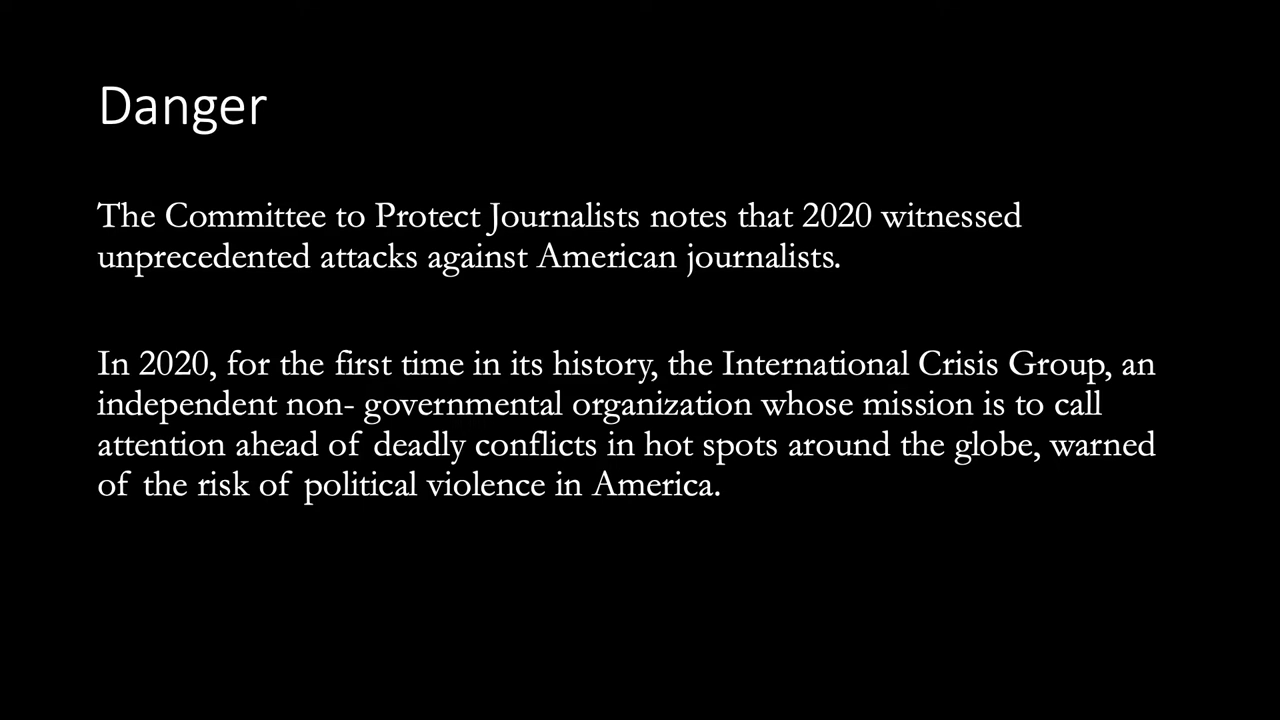 Danger
The Committee to Protect Journalists notes that 2020 witnessed
unprecedented attacks against American journalists.
In 2020, for the first time in its history, the International Crisis Group, an
independent non- governmental organization whose mission is to call
attention ahead of deadly conflicts in hot spots around the globe, warned
of the risk of political violence in America.